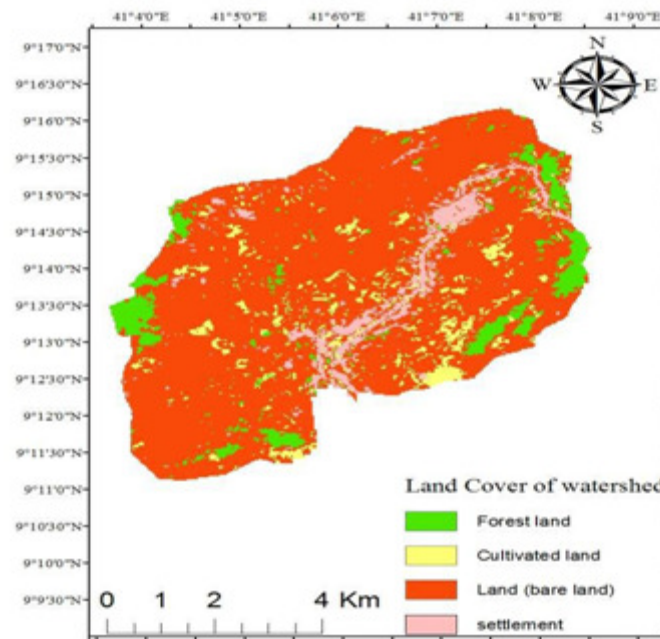 41°4'0"E 41°5'0"E 41°6'0"E 41°7'0"E 41°8'0"E 41°9'0"E
9°17'0"N
N
9°16'30"N
W E
9°16'0"N
S
9°15'30"N
9°15'0"N
9°14'30"N
9°14'0"N
9°13'30"N
9°13'0"N
9°12'30"N
9°12'0"N
9°11'30"N
9°11'0"N
9°10'30"N
9°10'0"N
9°9'30"N
Land Cover of watershed
Forest land
Cultivated land
Land (bare land)
settlement
0 1 2 4 Km